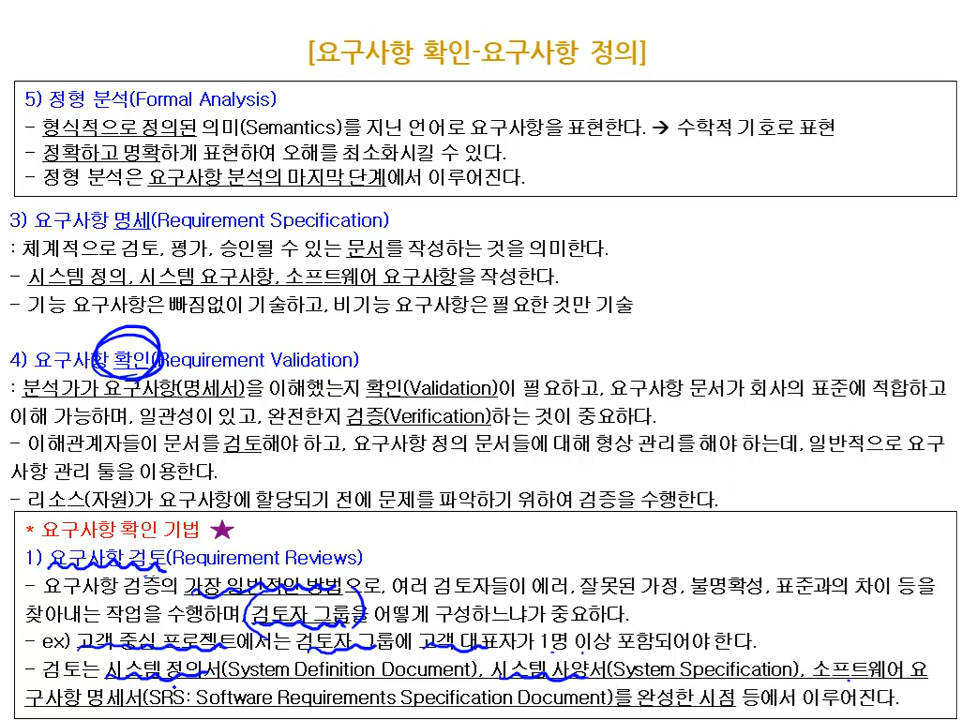 [요구사항 확인-요구사항 정의]
5) 정형 분석(Formal Analysis)
- 형식적으로 정의된 의미(Semantics)를 지닌 언어로 요구사항을 표현한다. → 수학적 기호로 표현
- 정확하고 명확하게 표현하여 오해를 최소화시킬 수 있다.
- 정형 분석은 요구사항 분석의 마지막 단계에서 이루어진다.
3) 요구사항 명세(Requirement Specification)
: 체계적으로 검토, 평가, 승인될 수 있는 문서를 작성하는 것을 의미한다.
- 시스템 정의, 시스템 요구사항, 소프트웨어 요구사항을 작성한다.
- 기능 요구사항은 빠짐없이 기술하고, 비기능 요구사항은 필요한 것만 기술
4) 요구사항 확인(Requirement Validation)
: 분석가가 요구사항(명세서)을 이해했는지 확인(Validation)이 필요하고, 요구사항 문서가 회사의 표준에 적합하고
이해 가능하며, 일관성이 있고, 완전한지 검증(Verification)하는 것이 중요하다.
- 이해관계자들이 문서를 검토해야 하고, 요구사항 정의 문서들에 대해 형상 관리를 해야 하는데, 일반적으로 요구
사항 관리 툴을 이용한다.
- 리소스(자원)가 요구사항에 할당되기 전에 문제를 파악하기 위하여 검증을 수행한다.
* 요구사항 확인 기법 ★
1) 요구사항 검토(Requirement Reviews)
- 요구사항 검증의 가장 일반적인 방법으로, 여러 검토자들이 에러, 잘못된 가정, 불명확성, 표준과의 차이 등을
찾아내는 작업을 수행하며, 검토자 그룹을 어떻게 구성하느냐가 중요하다.
- ex) 고객 중심 프로젝트에서는 검토자 그룹에 고객 대표자가 1명 이상 포함되어야 한다.
- 검토는 시스템 정의서(System Definition Document), 시스템 사양서(System Specification), 소프트웨어 요
구사항 명세서(SRS: Software Requirements Specification Document)를 완성한 시점 등에서 이루어진다.